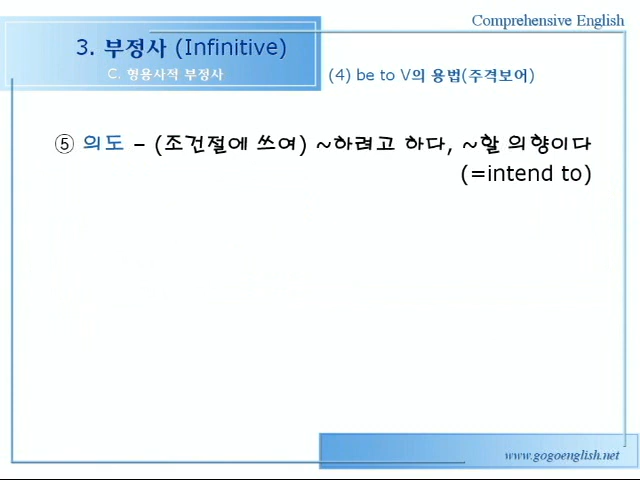 Comprehensive English
3. 부정사 (Infinitive)
C. 형용사적 부정사
(4) be to V의 용법(주격보어)
⑤ 의도 – (조건절에 쓰여) ~하려고 하다, ~할 의향이다
(=intend to)
www.gogoenglish.net